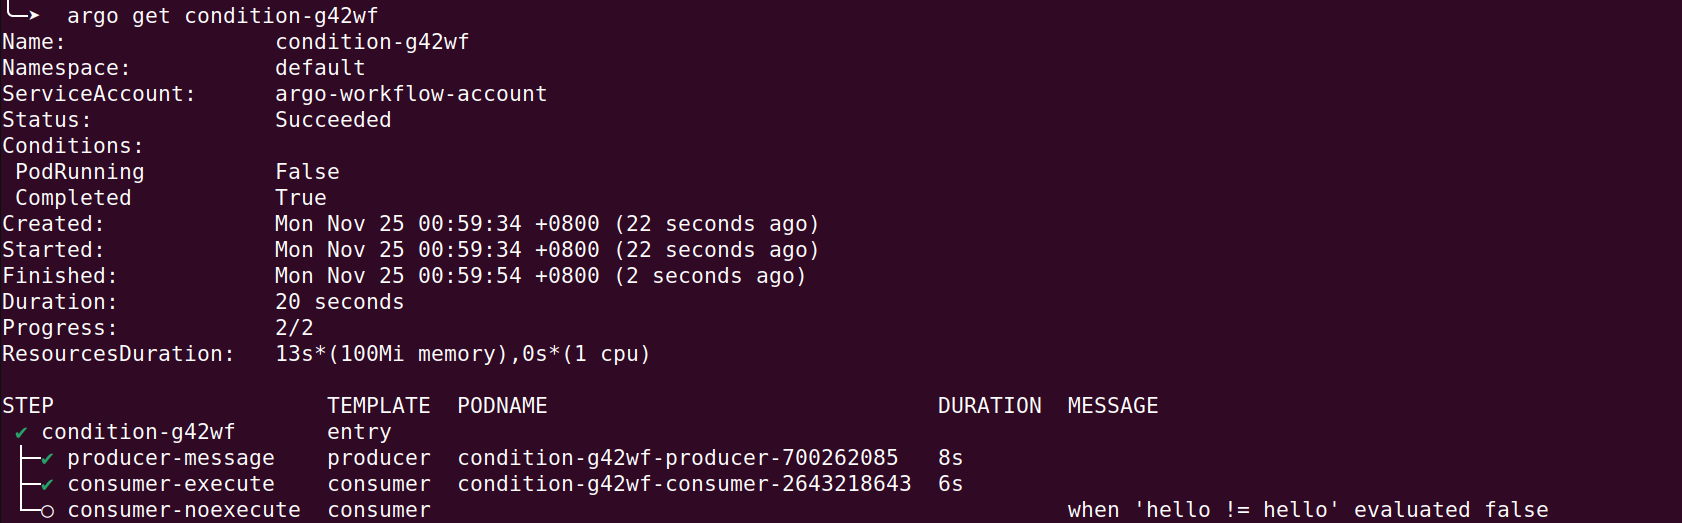 ╰─➤  argo get condition-g42wf
Name:                condition-g42wf
Namespace:           default
ServiceAccount:      argo-workflow-account
Status:              Succeeded
Conditions:
 PodRunning          False
 Completed           True
Created:             Mon Nov 25 00:59:34 +0800 (22 seconds ago)
Started:             Mon Nov 25 00:59:34 +0800 (22 seconds ago)
Finished:            Mon Nov 25 00:59:54 +0800 (2 seconds ago)
Duration:            20 seconds
Progress:            2/2
ResourcesDuration:   13s*(100Mi memory),0s*(1 cpu)

STEP                     TEMPLATE  PODNAME                              DURATION  MESSAGE
 ✔ condition-g42wf       entry
 ├─✔ producer-message    producer  condition-g42wf-producer-700262085   8s
 ├─✔ consumer-execute    consumer  condition-g42wf-consumer-2643218643  6s
 └─○ consumer-noexecute  consumer                                                 when 'hello != hello' evaluated false